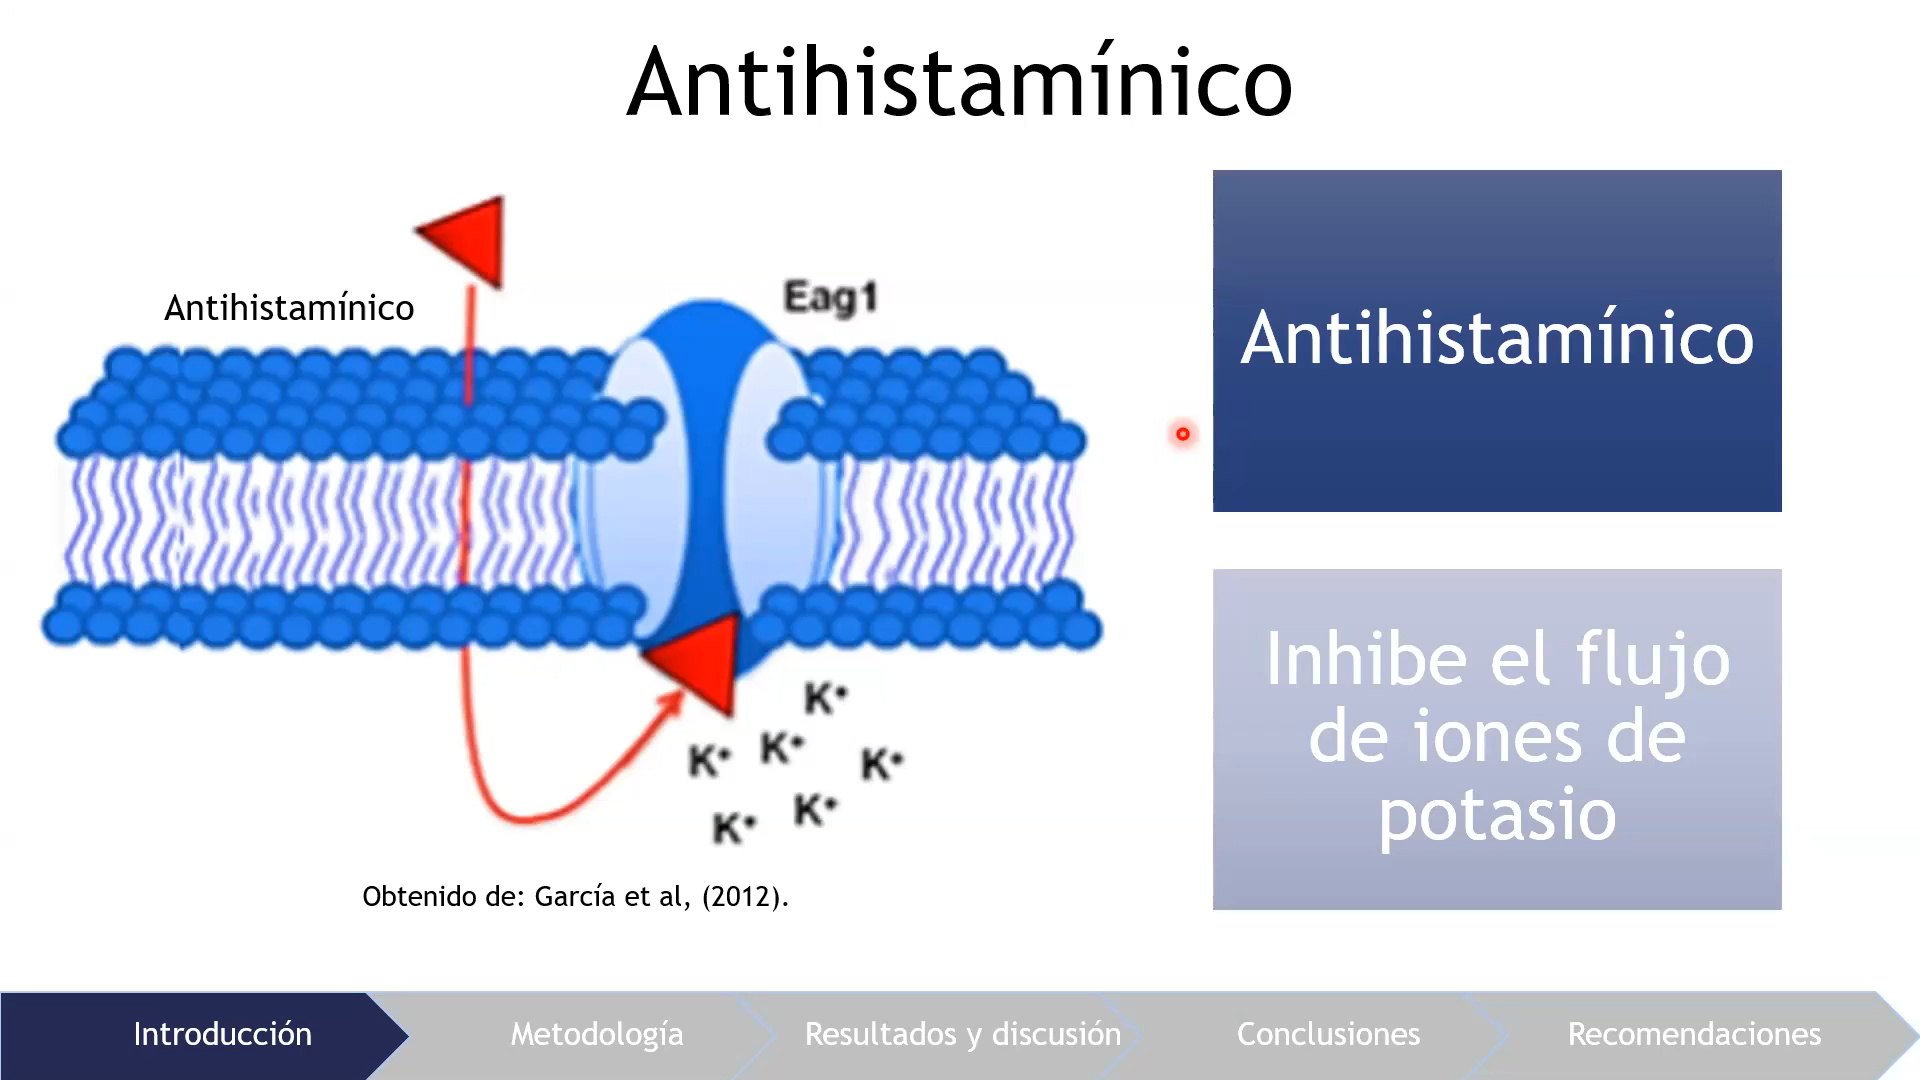 Antihistamínico
Antihistamínico
Eag1
K+
K+
K+
K+
K+
K+
Obtenido de: García et al, (2012).
Antihistamínico
Inhibe el flujo
de iones de
potasio
Introducción
Metodología
Resultados y discusión
Conclusiones
Recomendaciones